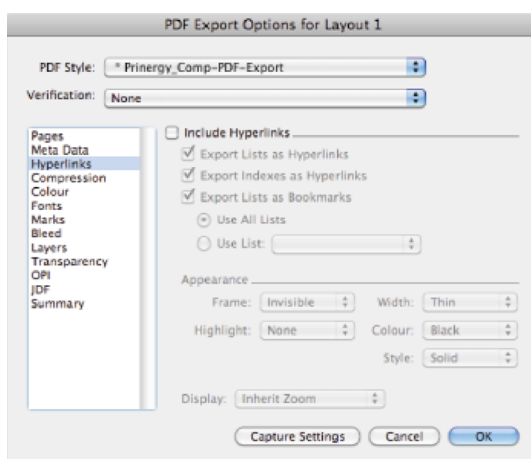 PDF Export Options for Layout 1
PDF Style: * Prinergy_Comp-PDF-Export
Verification: None
Pages
Meta Data
Hyperlinks
Compression
Colour
Fonts
Marks
Bleed
Layers
Transparency
OPI
JDF
Summary
Include Hyperlinks
Export Lists as Hyperlinks
Export Indexes as Hyperlinks
Export Lists as Bookmarks
Use All Lists
Use List:
Appearance
Frame: Invisible Width: Thin
Highlight: None Colour: Black
Style: Solid
Display: Inherit Zoom
Capture Settings Cancel OK